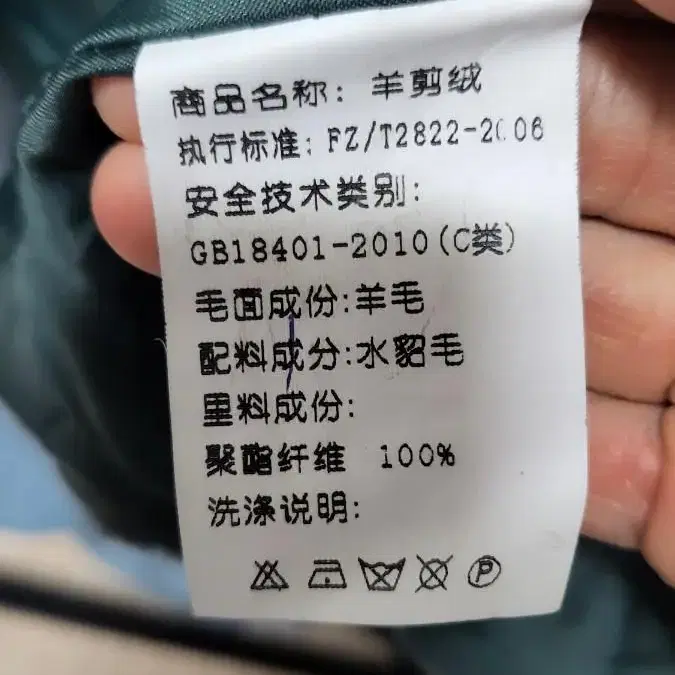 商品名称: 羊剪绒
执行标准: FZ/T2822-2006
安全技术类别:
GB18401-2010(C类)
毛面成份:羊毛
配料成分:水貂毛
里料成份:
聚酯纤维 100%
洗涤说明:
P